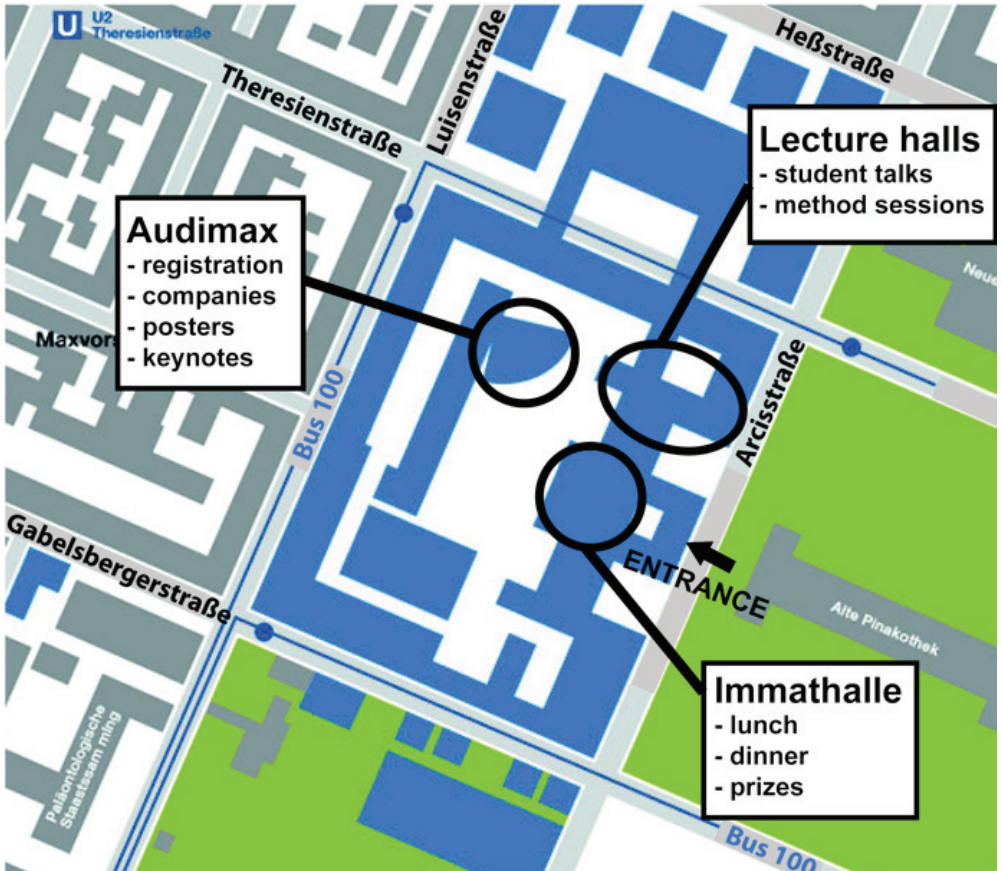 U U2
Theresienstraße
Theresienstraße
Luisenstraße
Heßstraße
Lecture halls
- student talks
- method sessions
Audimax
- registration
- companies
- posters
- keynotes
Neue
Maxvors
Bus 100
Arcisstraße
Gabelsbergerstraße
ENTRANCE
Alte Pinakothek
Immathalle
- lunch
- dinner
- prizes
Paläontologische
Staatssam ming
Bus 100